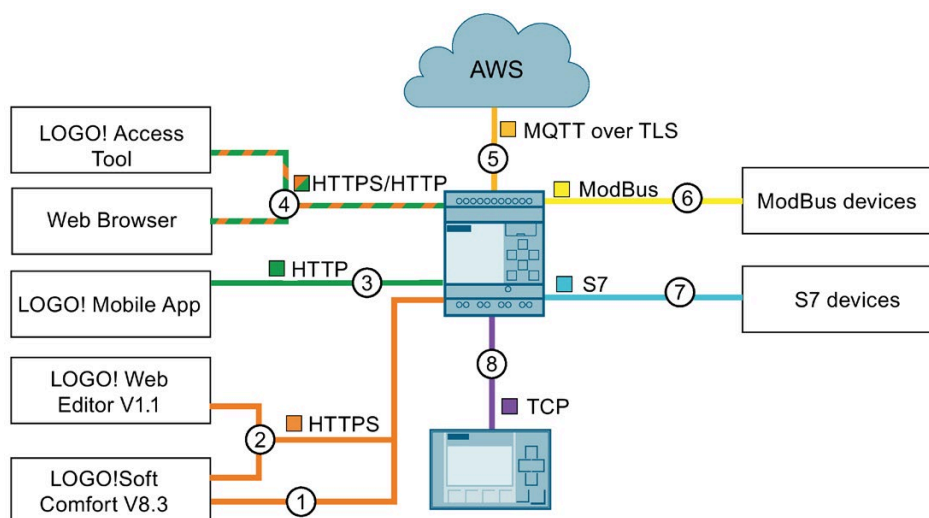 AWS
LOGO! Access
Tool
MQTT over TLS
5
HTTPS/HTTP
4
Web Browser
ModBus
6
ModBus devices
HTTP
3
LOGO! Mobile App
S7
7
S7 devices
8
LOGO! Web
Editor V1.1
TCP
HTTPS
2
LOGO!Soft
Comfort V8.3
1